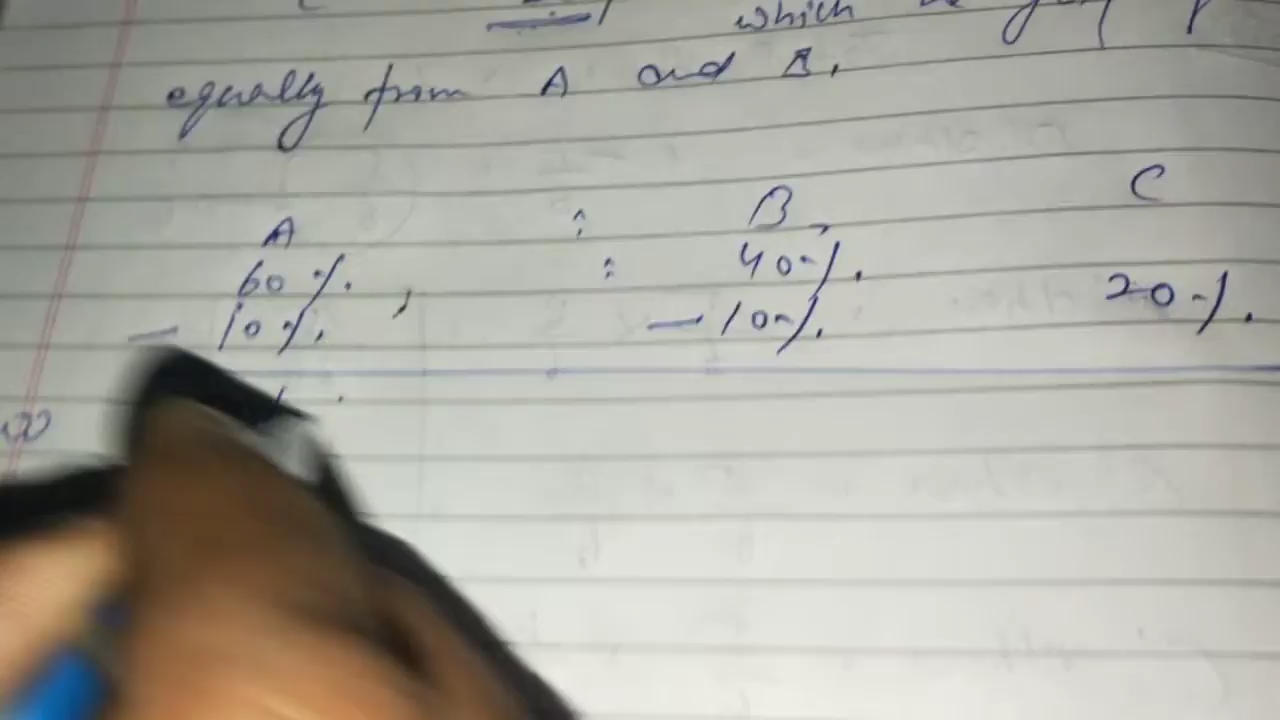 which
equally from A and B.
A : B, C
60%. , : 40%. 20%.
- 10%. - 10%.